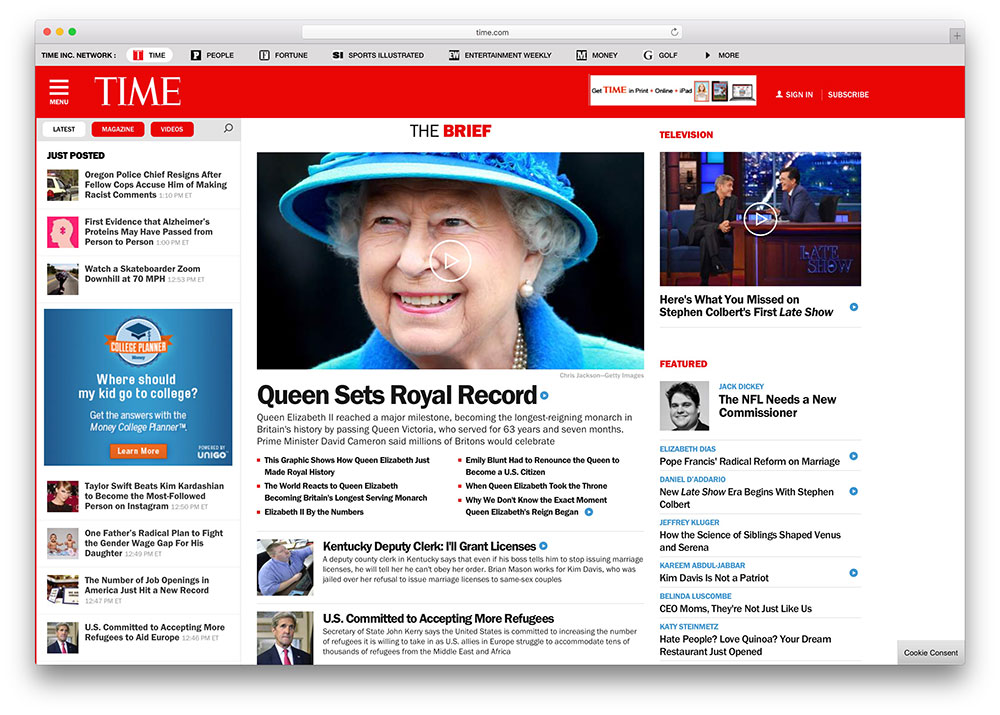 time.com
TIME INC. NETWORK :
TIME
PEOPLE
FORTUNE
SI SPORTS ILLUSTRATED
EW ENTERTAINMENT WEEKLY
M MONEY
G GOLF
MORE
MENU
TIME
Get TIME in Print • Online • iPad
SIGN IN
SUBSCRIBE
LATEST
MAGAZINE
VIDEOS
JUST POSTED
Oregon Police Chief Resigns After
Fellow Cops Accuse Him of Making
Racist Comments 1:10 PM ET
First Evidence that Alzheimer's
Proteins May Have Passed from
Person to Person 1:00 PM ET
Watch a Skateboarder Zoom
Downhill at 70 MPH 12:53 PM ET
COLLEGE PLANNER
Money
Where should
my kid go to college?
Get the answers with the
Money College Planner™.
Learn More
POWERED BY
UNIGO
Taylor Swift Beats Kim Kardashian
to Become the Most-Followed
Person on Instagram 12:50 PM ET
One Father's Radical Plan to Fight
the Gender Wage Gap For His
Daughter 12:49 PM ET
The Number of Job Openings in
America Just Hit a New Record
12:47 PM ET
U.S. Committed to Accepting More
Refugees to Aid Europe 12:46 PM ET
THE BRIEF
Chris Jackson—Getty Images
Queen Sets Royal Record
Queen Elizabeth II reached a major milestone, becoming the longest-reigning monarch in
Britain's history by passing Queen Victoria, who served for 63 years and seven months.
Prime Minister David Cameron said millions of Britons would celebrate
This Graphic Shows How Queen Elizabeth Just
Made Royal History
The World Reacts to Queen Elizabeth
Becoming Britain's Longest Serving Monarch
Elizabeth II By the Numbers
Emily Blunt Had to Renounce the Queen to
Become a U.S. Citizen
When Queen Elizabeth Took the Throne
Why We Don't Know the Exact Moment
Queen Elizabeth's Reign Began
Kentucky Deputy Clerk: I'll Grant Licenses
A deputy county clerk in Kentucky says that even if his boss tells him to stop issuing marriage
licenses, he will tell her he can't obey her order. Brian Mason works for Kim Davis, who was
jailed over her refusal to issue marriage licenses to same-sex couples
U.S. Committed to Accepting More Refugees
Secretary of State John Kerry says the United States is committed to increasing the number
of refugees it is willing to take in as U.S. allies in Europe struggle to accommodate tens of
thousands of refugees from the Middle East and Africa
TELEVISION
LATE
SHOW
Here's What You Missed on
Stephen Colbert's First Late Show
FEATURED
JACK DICKEY
The NFL Needs a New
Commissioner
ELIZABETH DIAS
Pope Francis' Radical Reform on Marriage
DANIEL D'ADDARIO
New Late Show Era Begins With Stephen
Colbert
JEFFREY KLUGER
How the Science of Siblings Shaped Venus
and Serena
KAREEM ABDUL-JABBAR
Kim Davis Is Not a Patriot
BELINDA LUSCOMBE
CEO Moms, They're Not Just Like Us
KATY STEINMETZ
Hate People? Love Quinoa? Your Dream
Restaurant Just Opened
Cookie Consent